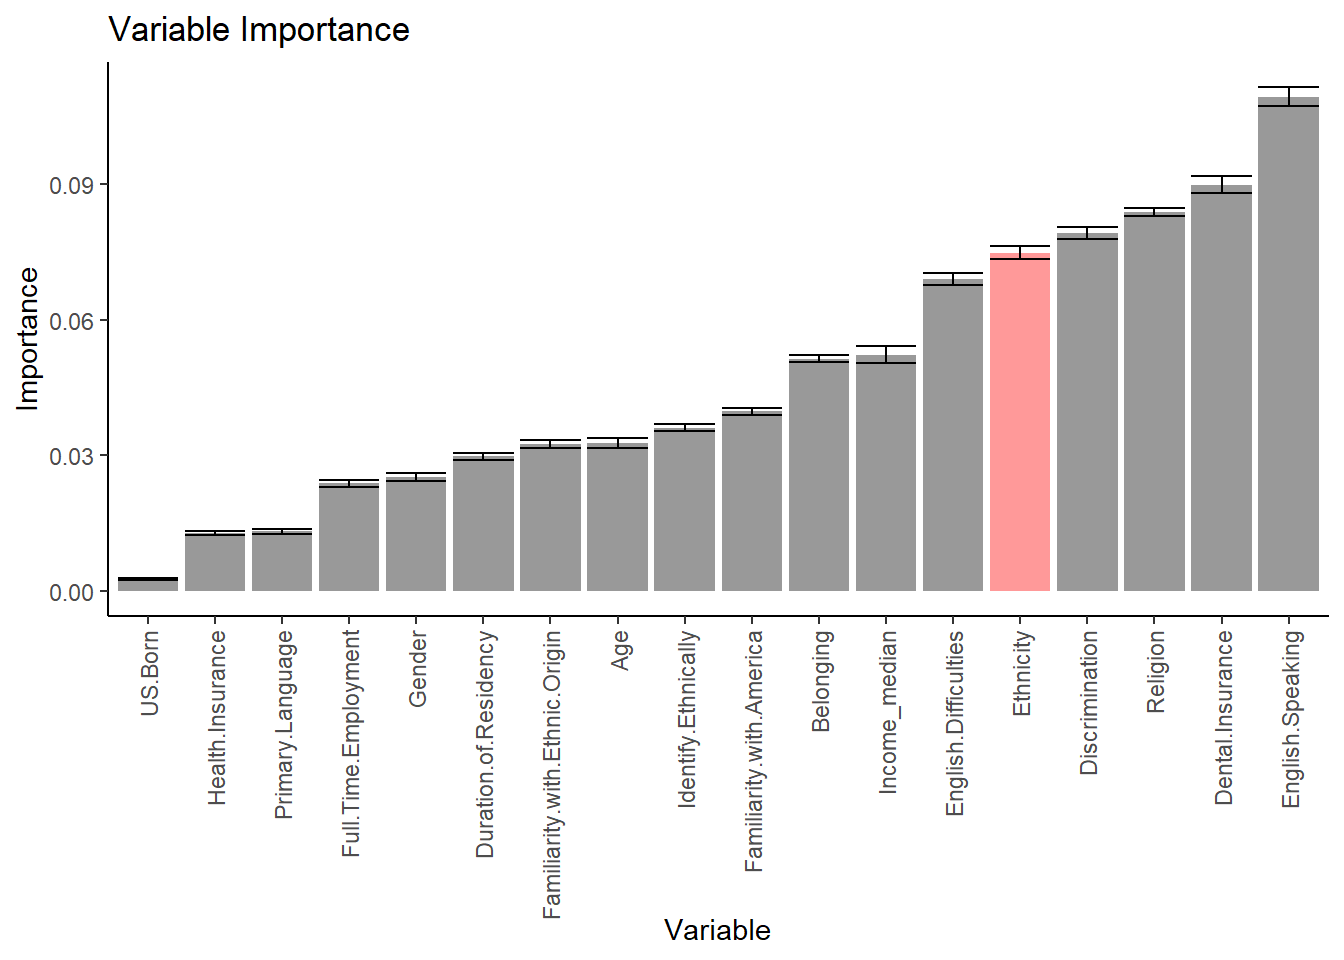 Variable Importance
Importance
0.09
0.06
0.03
0.00
US.Born
Health.Insurance
Primary.Language
Full.Time.Employment
Gender
Duration.of.Residency
Familiarity.with.Ethnic.Origin
Age
Identify.Ethnically
Familiarity.with.America
Belonging
Income_median
English.Difficulties
Ethnicity
Discrimination
Religion
Dental.Insurance
English.Speaking
Variable